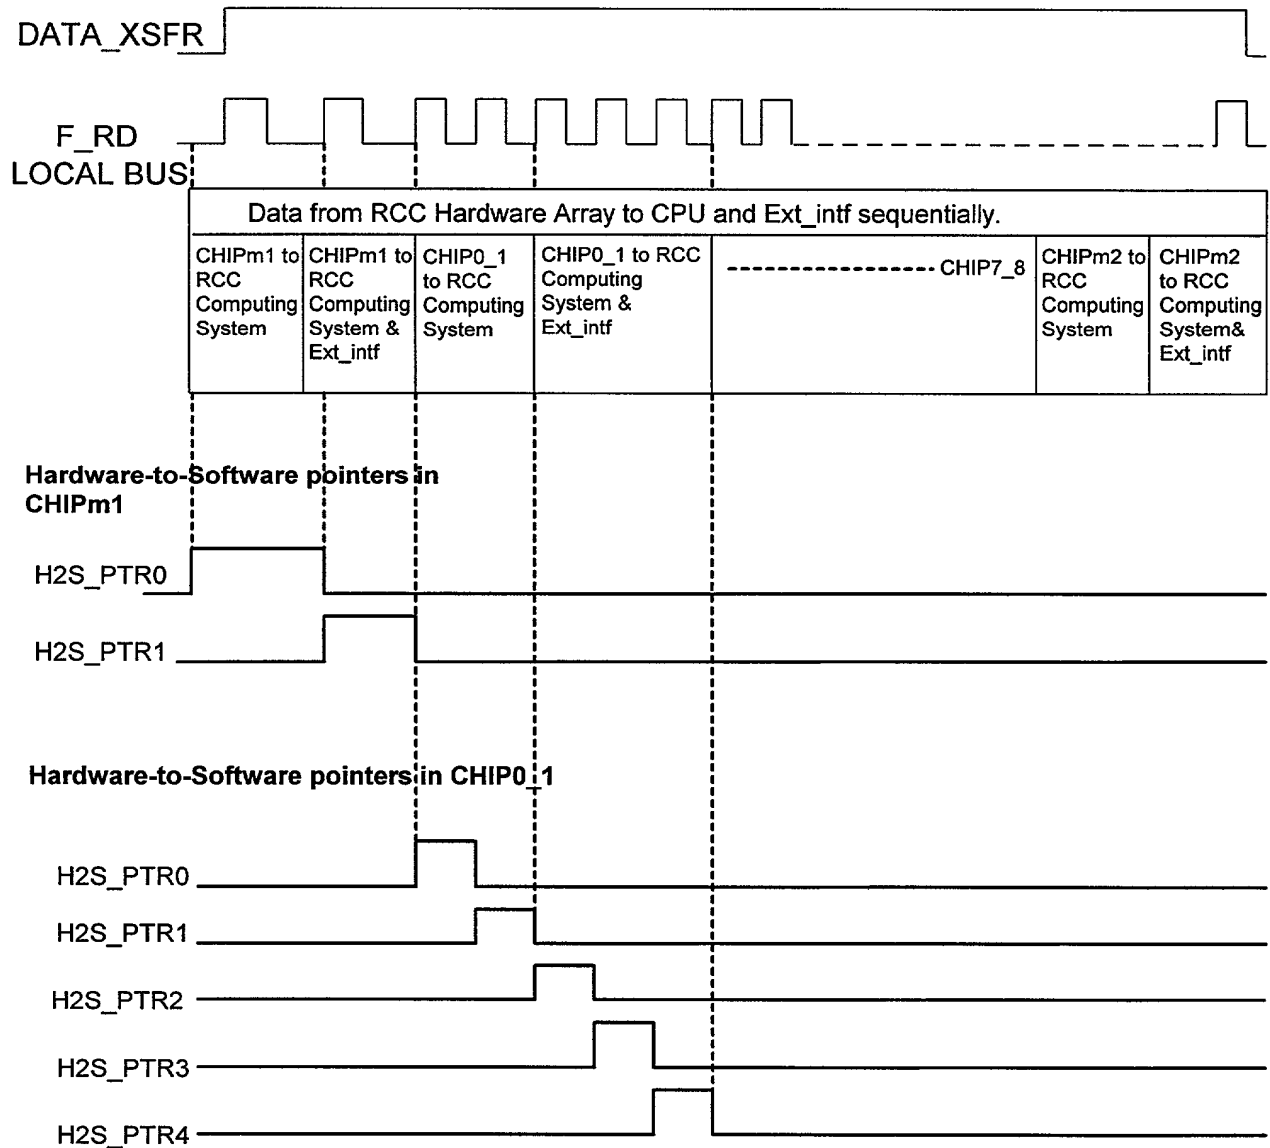 DATA_XSFR
F_RD
LOCAL BUS
Data from RCC Hardware Array to CPU and Ext_intf sequentially.
CHIPm1 to
RCC
Computing
System
CHIPm1 to
RCC
Computing
System &
Ext_intf
CHIP0_1
to RCC
Computing
System
CHIP0_1 to RCC
Computing
System &
Ext_intf
CHIP7_8
CHIPm2 to
RCC
Computing
System
CHIPm2
to RCC
Computing
System&
Ext_intf
Hardware-to-Software pointers in
CHIPm1
H2S_PTR0
H2S_PTR1
Hardware-to-Software pointers in CHIP0_1
H2S_PTR0
H2S_PTR1
H2S_PTR2
H2S_PTR3
H2S_PTR4